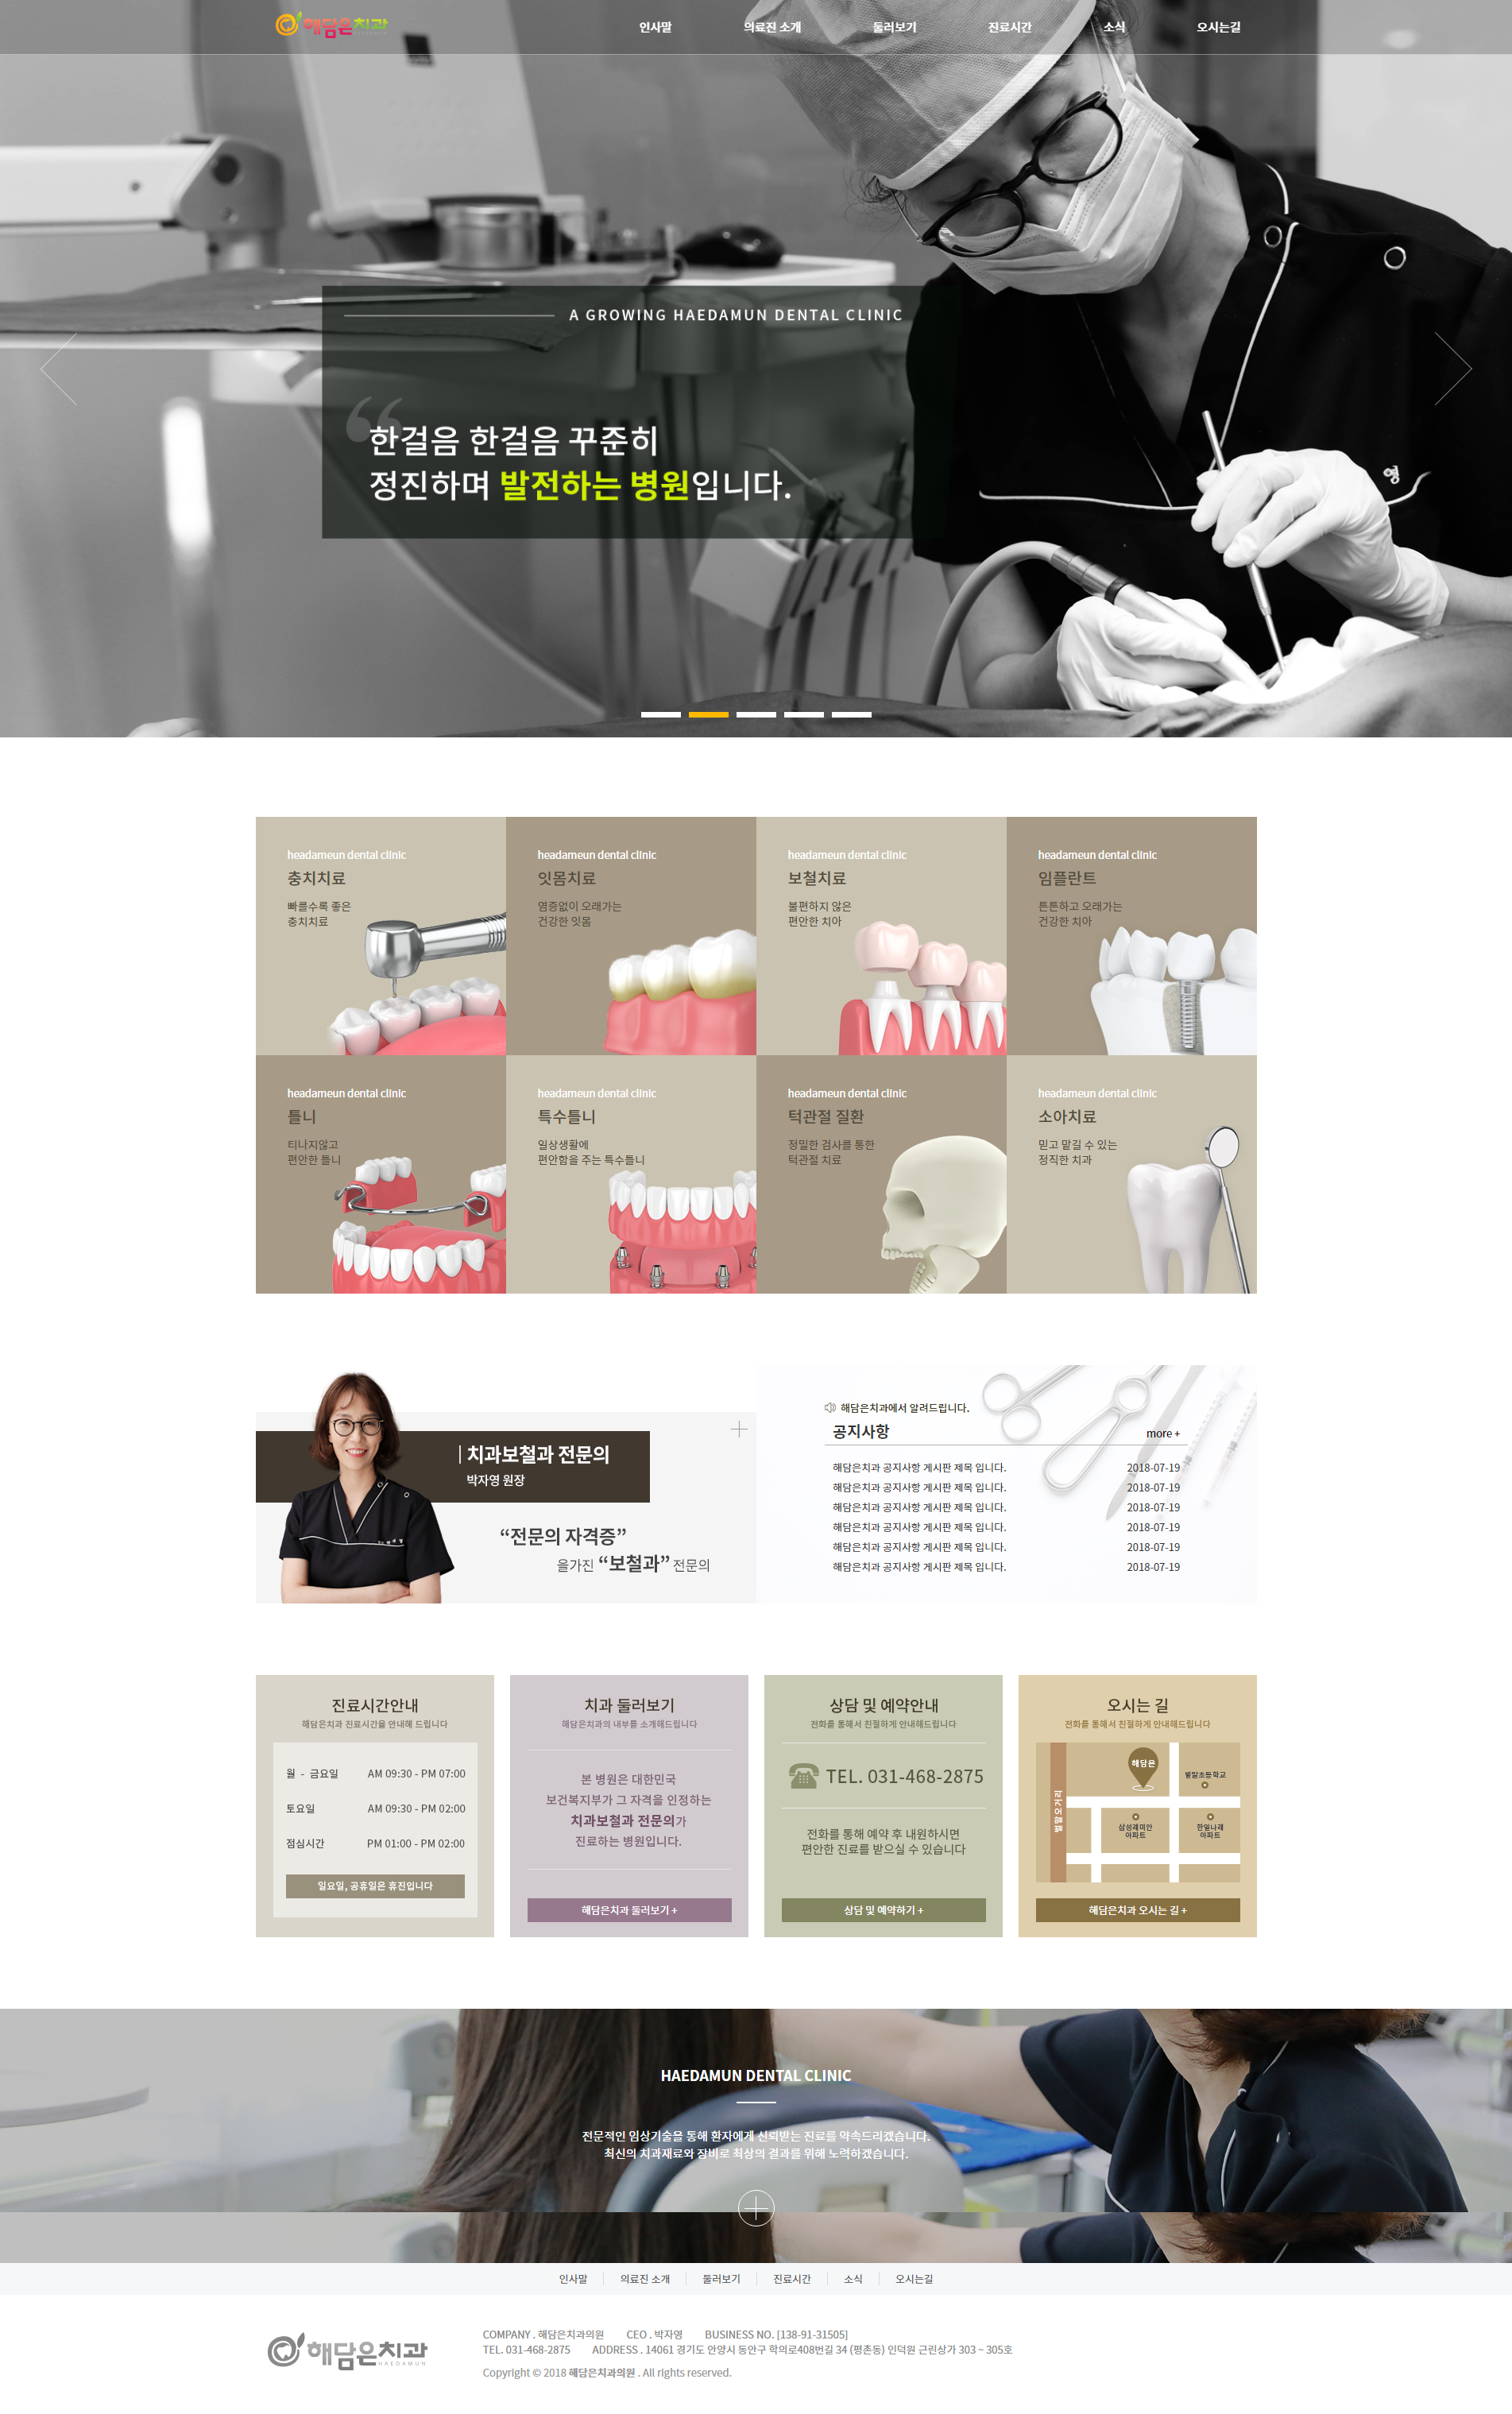 해담은치과
HAEDAMUN
인사말 의료진 소개 둘러보기 진료시간 소식 오시는길
A GROWING HAEDAMUN DENTAL CLINIC
“
한걸음 한걸음 꾸준히
정진하며 발전하는 병원입니다.
영
headameun dental clinic
충치치료
빠를수록 좋은
충치치료
headameun dental clinic
잇몸치료
염증없이 오래가는
건강한 잇몸
headameun dental clinic
보철치료
불편하지 않은
편안한 치아
headameun dental clinic
임플란트
튼튼하고 오래가는
건강한 치아
headameun dental clinic
틀니
티나지않고
편안한 틀니
headameun dental clinic
특수틀니
일상생활에
편안함을 주는 특수틀니
headameun dental clinic
턱관절 질환
정밀한 검사를 통한
턱관절 치료
headameun dental clinic
소아치료
믿고 맡길 수 있는
정직한 치과
| 치과보철과 전문의
박자영 원장
“전문의 자격증”
을가진 “보철과” 전문의
해담은치과에서 알려드립니다.
공지사항 more +
해담은치과 공지사항 게시판 제목 입니다. 2018-07-19
해담은치과 공지사항 게시판 제목 입니다. 2018-07-19
해담은치과 공지사항 게시판 제목 입니다. 2018-07-19
해담은치과 공지사항 게시판 제목 입니다. 2018-07-19
해담은치과 공지사항 게시판 제목 입니다. 2018-07-19
해담은치과 공지사항 게시판 제목 입니다. 2018-07-19
진료시간안내
해담은치과 진료시간을 안내해 드립니다
월 - 금요일 AM 09:30 - PM 07:00
토요일 AM 09:30 - PM 02:00
점심시간 PM 01:00 - PM 02:00
일요일, 공휴일은 휴진입니다
치과 둘러보기
해담은치과의 내부를 소개해드립니다
본 병원은 대한민국
보건복지부가 그 자격을 인정하는
치과보철과 전문의가
진료하는 병원입니다.
해담은치과 둘러보기 +
상담 및 예약안내
전화를 통해서 친절하게 안내해드립니다
TEL. 031-468-2875
전화를 통해 예약 후 내원하시면
편안한 진료를 받으실 수 있습니다
상담 및 예약하기 +
오시는 길
전화를 통해서 친절하게 안내해드립니다
해담은
벌말오거리
벌말초등학교
삼성래미안
아파트
한일나래
아파트
해담은치과 오시는 길 +
HAEDAMUN DENTAL CLINIC
전문적인 임상기술을 통해 환자에게 신뢰받는 진료를 약속드리겠습니다.
최신의 치과재료와 장비로 최상의 결과를 위해 노력하겠습니다.
인사말 의료진 소개 둘러보기 진료시간 소식 오시는길
해담은치과
HAEDAMUN
COMPANY . 해담은치과의원 CEO . 박자영 BUSINESS NO. [138-91-31505]
TEL. 031-468-2875 ADDRESS . 14061 경기도 안양시 동안구 학의로408번길 34 (평촌동) 인덕원 근린상가 303 ~ 305호
Copyright © 2018 해담은치과의원 . All rights reserved.